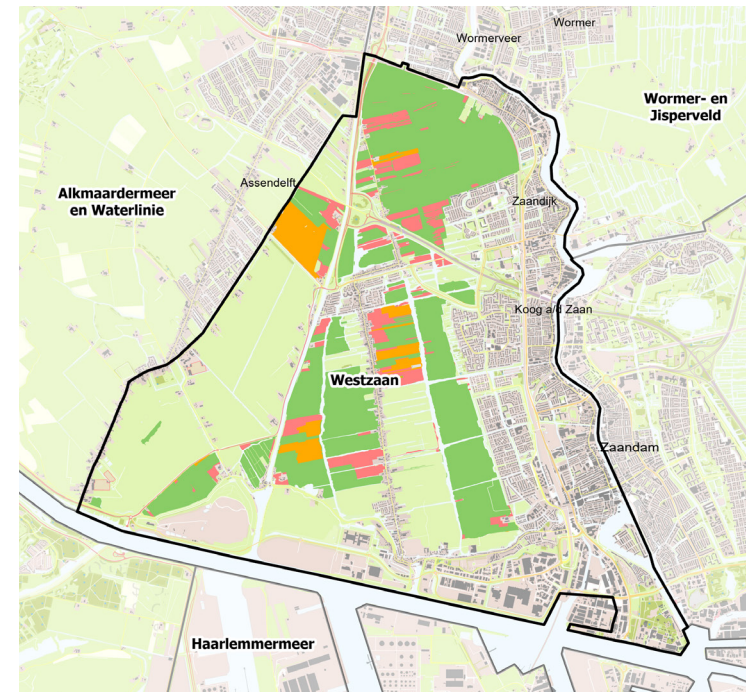 Wormer
Wormerveer
Wormer- en
Jisperveld
Assendelft
Alkmaardermeer
en Waterlinie
Zaandijk
Koog a/d Zaan
Westzaan
Zaandam
Haarlemmermeer